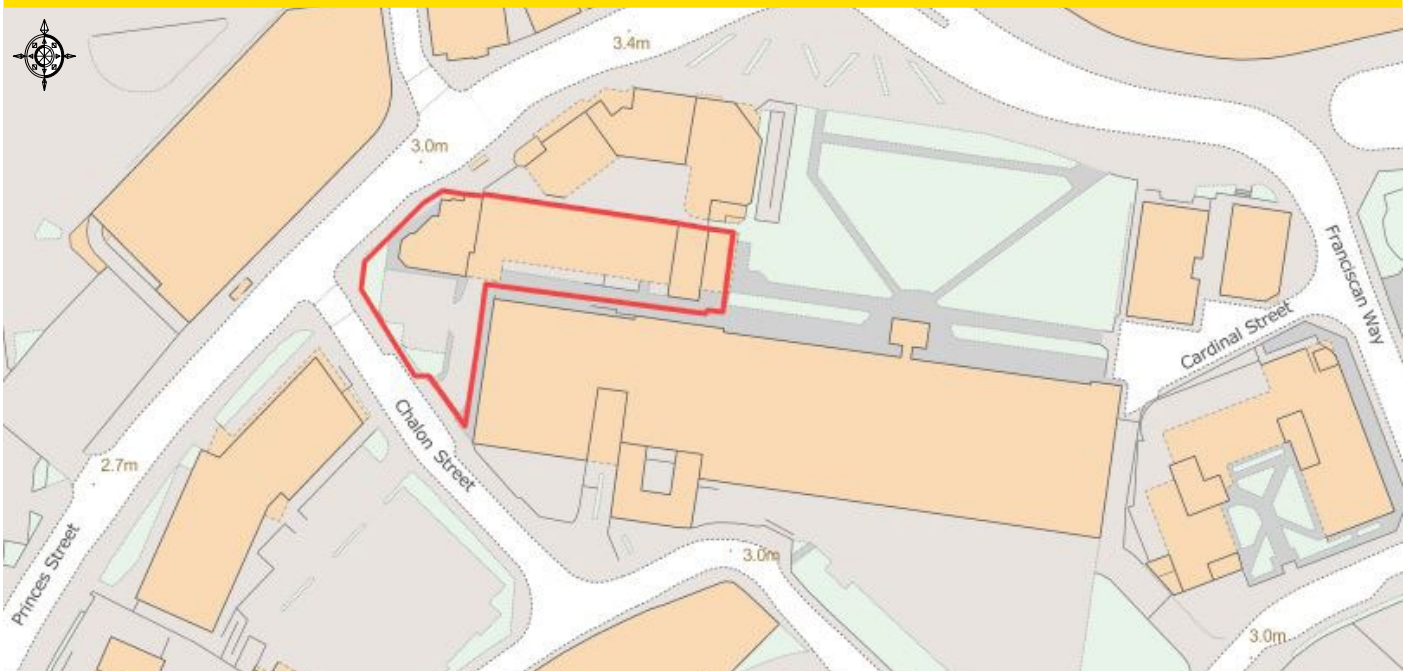 3.4m
3.0m
Franciscan Way
Cardinal Street
Chalon Street
2.7m
Princes Street
3.0m
3.0m